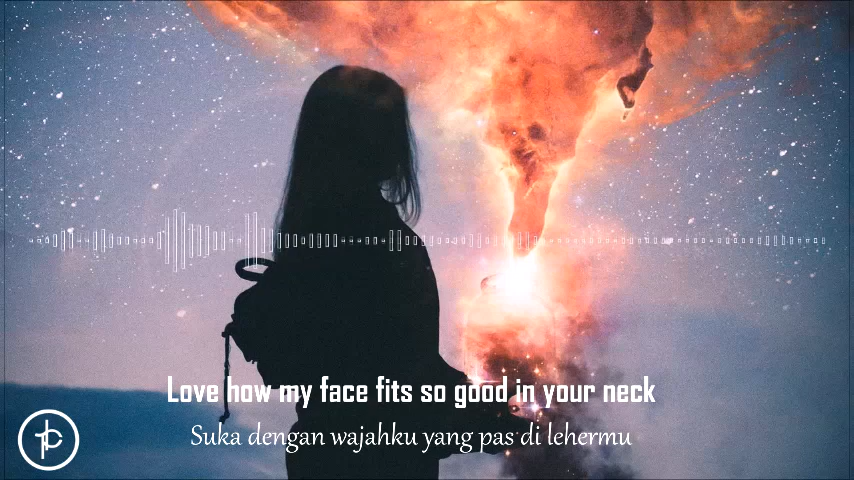 Love how my face fits so good in your neck
Suka dengan wajahku yang pas di lehermu